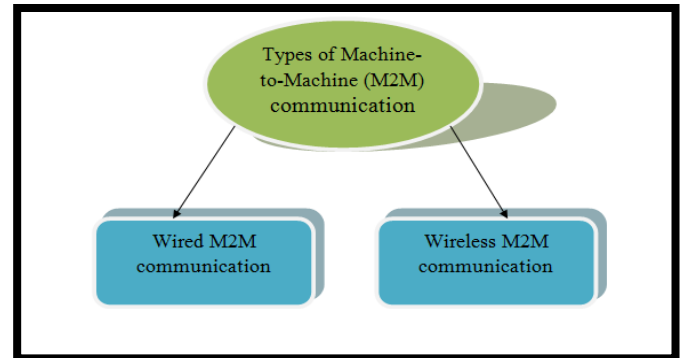 Types of Machine-
to-Machine (M2M)
communication
Wired M2M
communication
Wireless M2M
communication